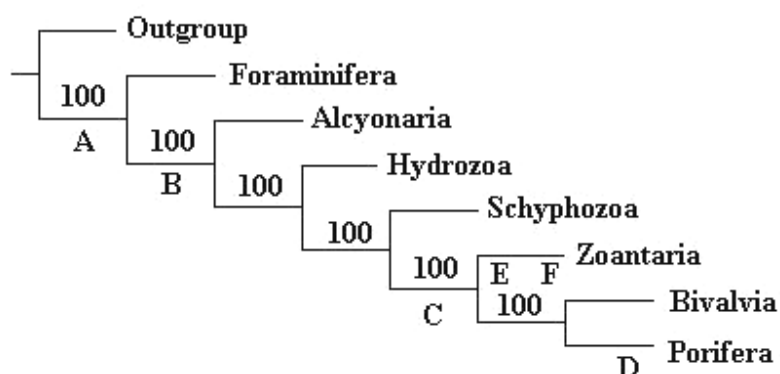 Outgroup
100 Foraminifera
A 100 Alcyonaria
B 100 Hydrozoa
100 Schyphozoa
100 Zoantaria
E F
C 100 Bivalvia
D Porifera